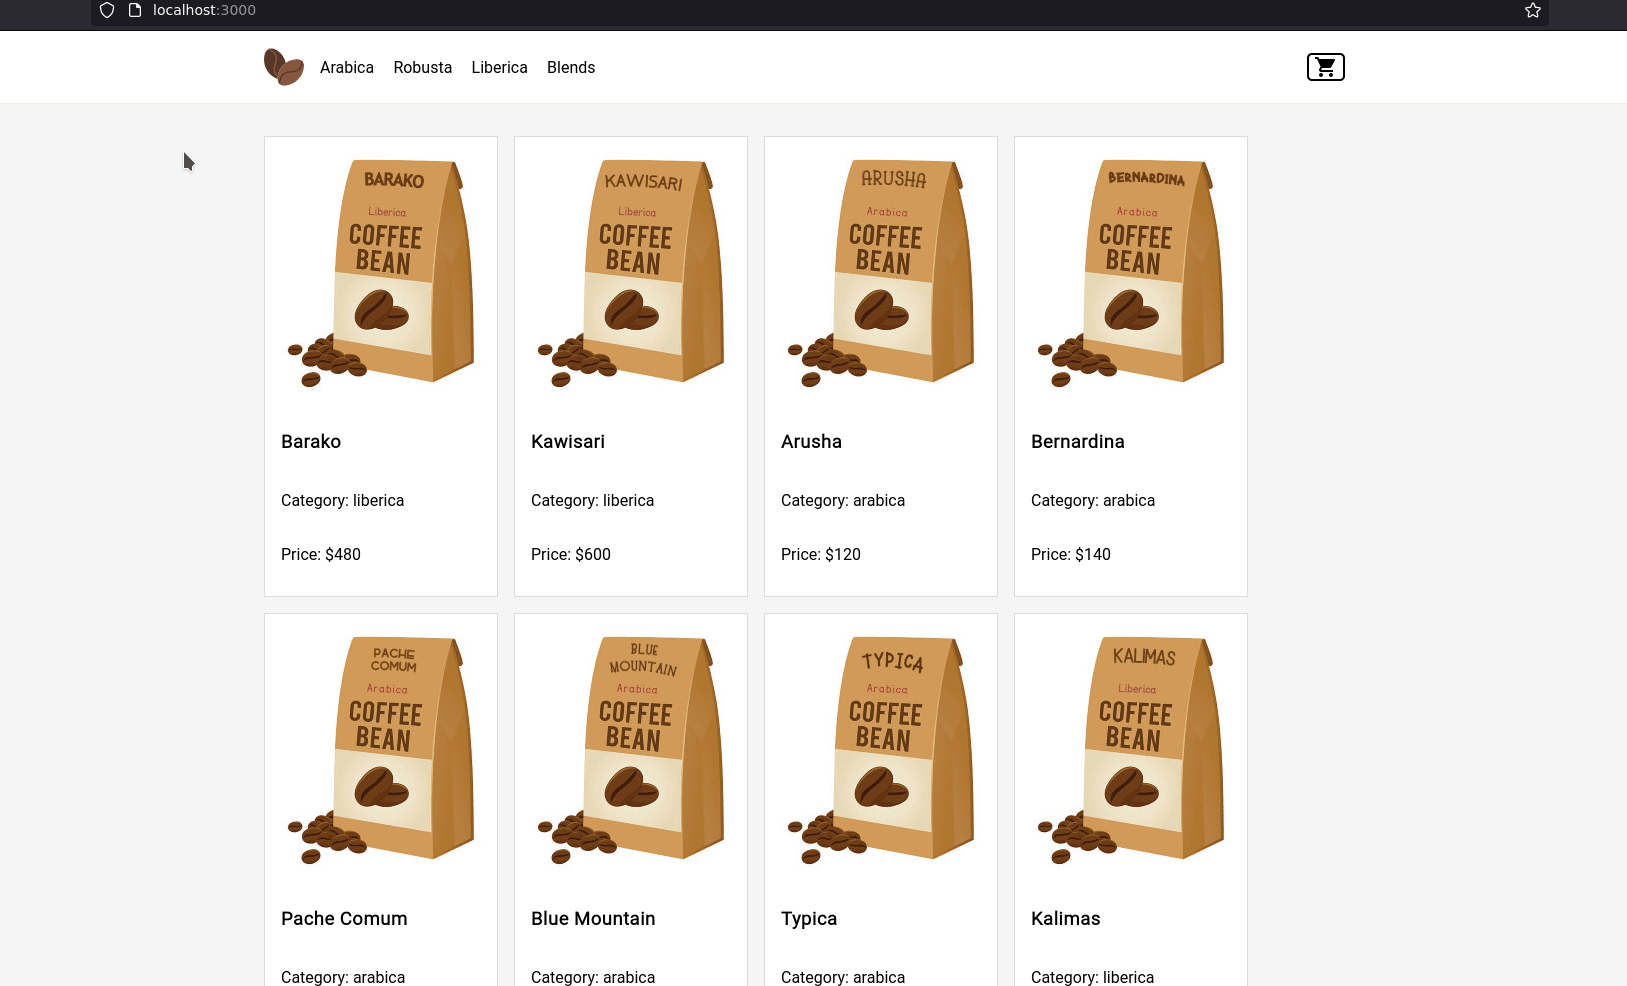 localhost:3000
Arabica Robusta Liberica Blends
BARAKO
Liberica
COFFEE
BEAN
KAWISARI
Liberica
COFFEE
BEAN
ARUSHA
Arabica
COFFEE
BEAN
BERNARDINA
Arabica
COFFEE
BEAN
Barako
Kawisari
Arusha
Bernardina
Category: liberica
Category: liberica
Category: arabica
Category: arabica
Price: $480
Price: $600
Price: $120
Price: $140
PACHE
COMUM
Arabica
COFFEE
BEAN
BLUE
MOUNTAIN
Arabica
COFFEE
BEAN
TYPICA
Arabica
COFFEE
BEAN
KALIMAS
Liberica
COFFEE
BEAN
Pache Comum
Blue Mountain
Typica
Kalimas
Category: arabica
Category: arabica
Category: arabica
Category: liberica